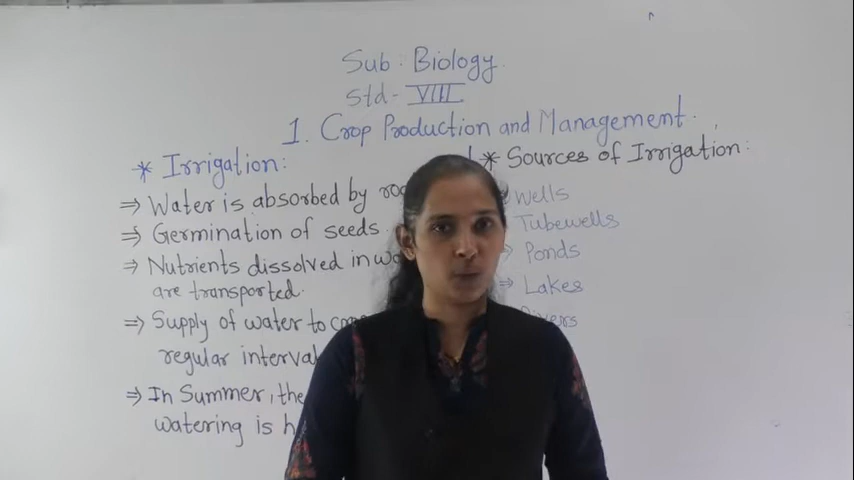 Sub : Biology
Std - VIII
1. Crop Production and Management.
* Irrigation:
⇒ Water is absorbed by
⇒ Germination of seeds.
⇒ Nutrients dissolved in
are transported.
⇒ Supply of water to
regular
⇒ In Summer, the
watering is
* Sources of Irrigation:
Wells
Tubewells
Ponds
⇒ Lakes